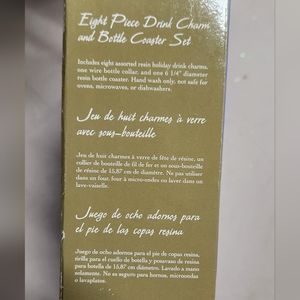 Eight Piece Drink Charm
and Bottle Coaster Set
Includes eight assorted resin holiday drink charms,
one wire bottle collar. and one 6 1/4" diameter
resin bottle coaster. Hand wash only, not safe for
ovens, microwaves, or dishwashers.
Jeu de huit charmes à verre
avec sous-bouteille
Jeu de huit charmes à verre de fête de résine, un
collier de bouteille de fil de fer et un sous-bouteille
de résine de 15,87 cm de diamètre. Ne pas utiliser
dans un four, four à micro-ondes ou laver dans un
lave-vaiselle.
Juego de ocho adornos para
el pie de las copas resina
Juego de ocho adornos para el pie de copas resina,
tirilla para el cuello de botella y posavaso de resina
para botella de 15,87 cm diámetro. Lavado a mano
solamente. No es seguro para hornos, microondas
o lavaplatos.